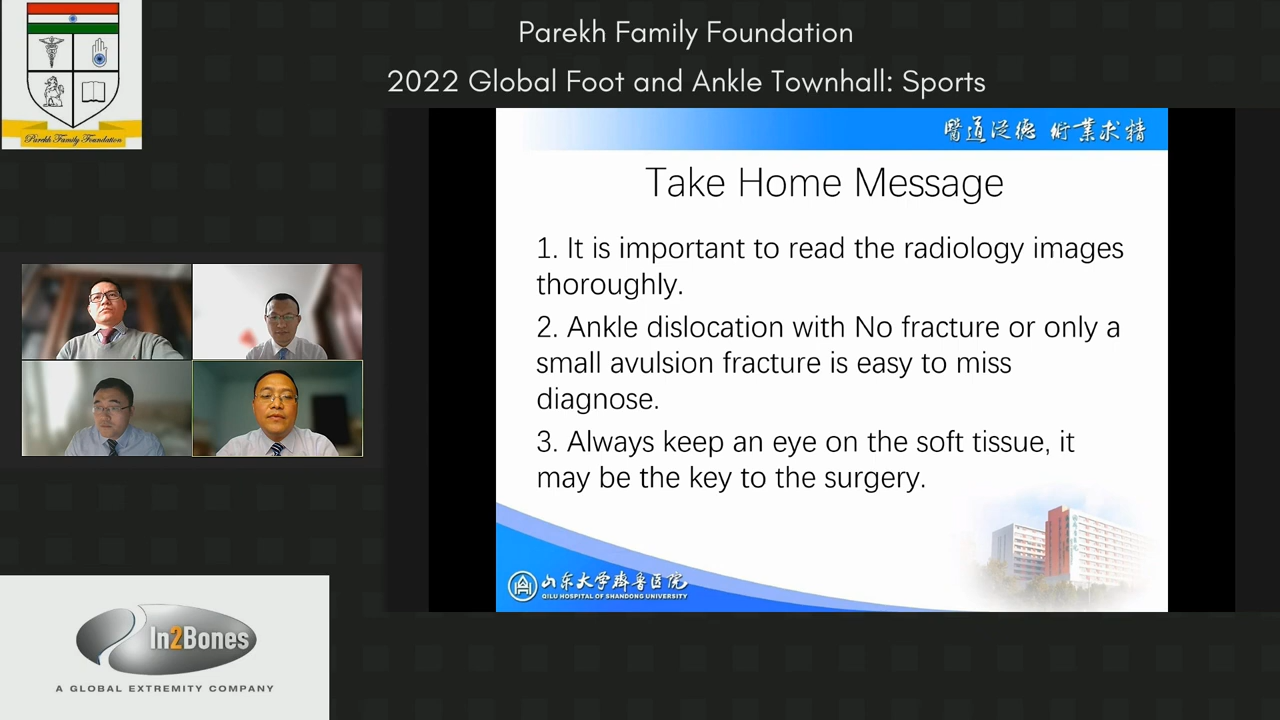 Parekh Family Foundation
2022 Global Foot and Ankle Townhall: Sports
Parekh Family Foundation
醫道泛德 術業求精
Take Home Message
1. It is important to read the radiology images
thoroughly.
2. Ankle dislocation with No fracture or only a
small avulsion fracture is easy to miss
diagnose.
3. Always keep an eye on the soft tissue, it
may be the key to the surgery.
山东大学齊鲁医院
QILU HOSPITAL OF SHANDONG UNIVERSITY
In2Bones
A GLOBAL EXTREMITY COMPANY